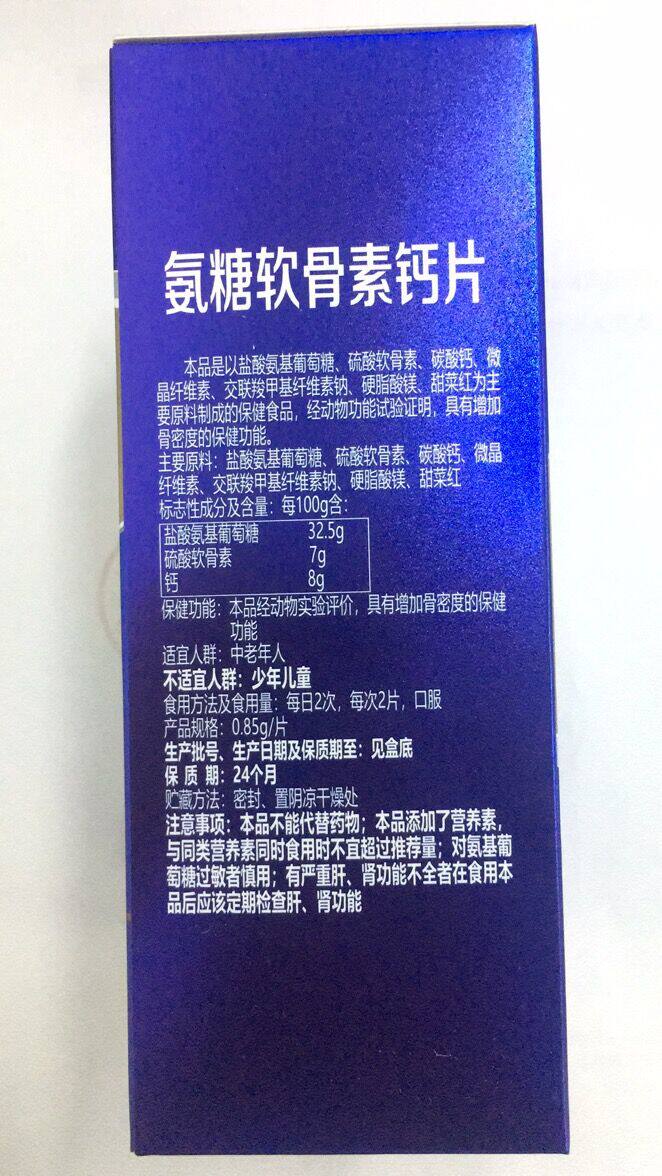 氨糖软骨素钙片
本品是以盐酸氨基葡萄糖、硫酸软骨素、碳酸钙、微
晶纤维素、交联羧甲基纤维素钠、硬脂酸镁、甜菜红为主
要原料制成的保健食品，经动物功能试验证明，具有增加
骨密度的保健功能。
主要原料：盐酸氨基葡萄糖、硫酸软骨素、碳酸钙、微晶
纤维素、交联羧甲基纤维素钠、硬脂酸镁、甜菜红
标志性成分及含量：每100g含：
盐酸氨基葡萄糖 32.5g
硫酸软骨素 7g
钙 8g
保健功能：本品经动物实验评价，具有增加骨密度的保健
功能
适宜人群：中老年人
不适宜人群：少年儿童
食用方法及食用量：每日2次，每次2片，口服
产品规格：0.85g/片
生产批号、生产日期及保质期至：见盒底
保 质 期：24个月
贮藏方法：密封、置阴凉干燥处
注意事项：本品不能代替药物；本品添加了营养素，
与同类营养素同时食用时不宜超过推荐量；对氨基葡
萄糖过敏者慎用；有严重肝、肾功能不全者在食用本
品后应该定期检查肝、肾功能